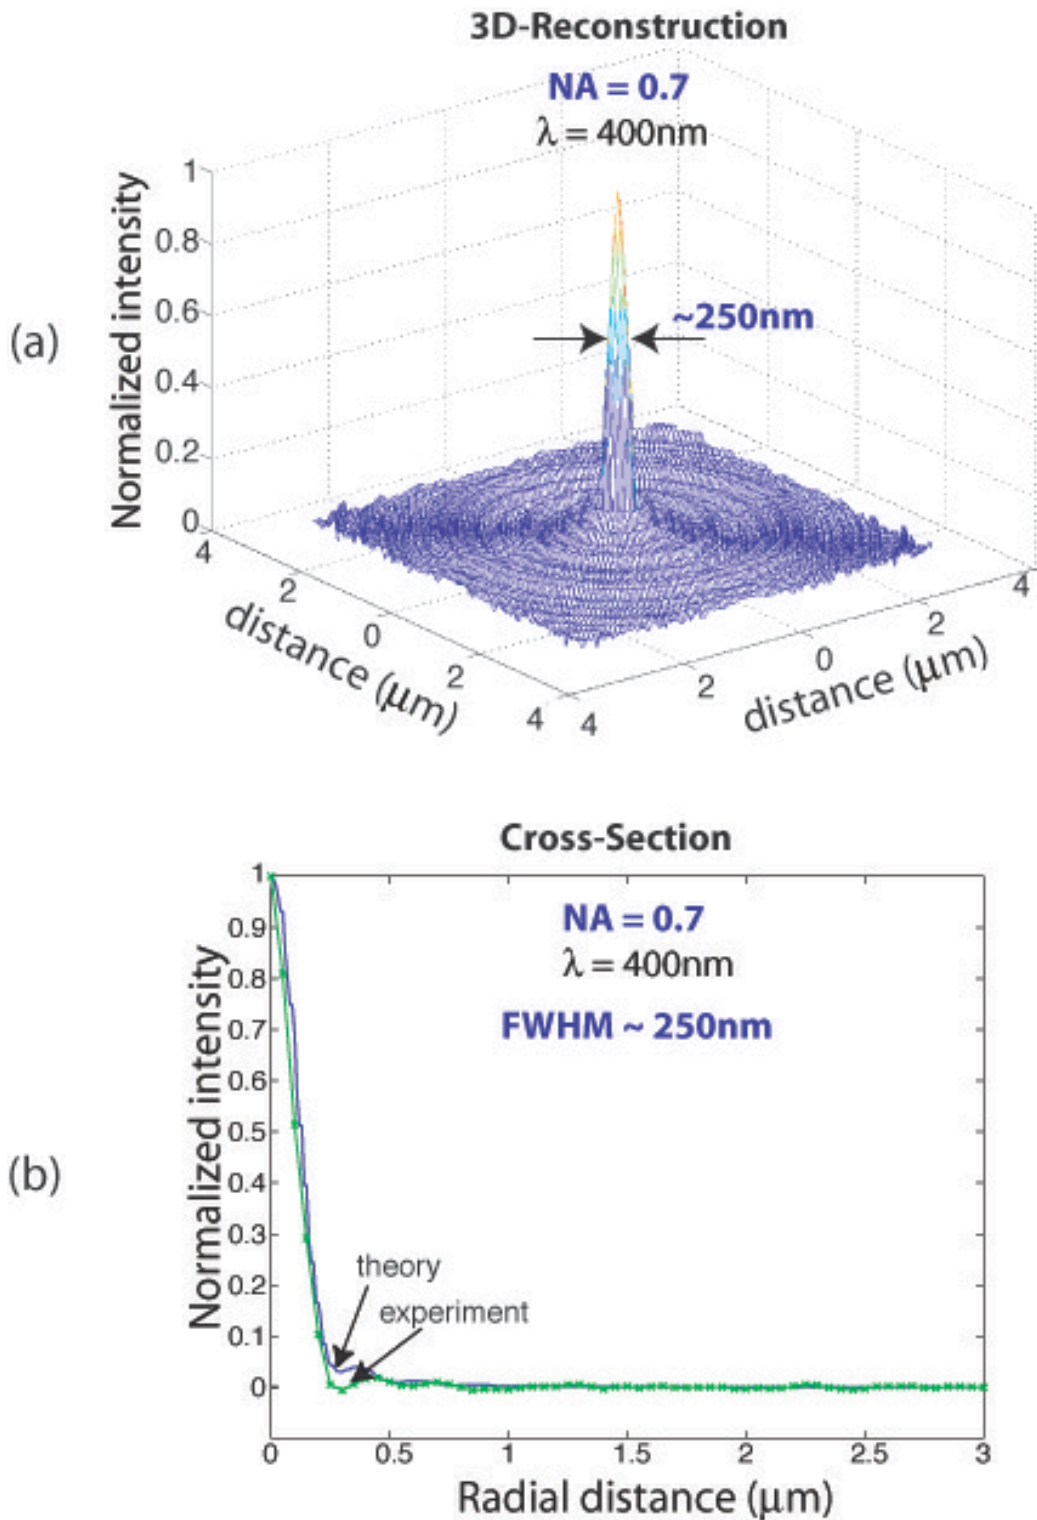 3D-Reconstruction
NA = 0.7
λ = 400nm
~250nm
(a)
Normalized intensity
1
0.8
0.6
0.4
0.2
0
4
2
0
2
4
distance (μm)
4
2
0
2
4
distance (μm)
Cross-Section
NA = 0.7
λ = 400nm
FWHM ~ 250nm
(b)
Normalized intensity
1
0.9
0.8
0.7
0.6
0.5
0.4
0.3
0.2
0.1
0
theory
experiment
0 0.5 1 1.5 2 2.5 3
Radial distance (μm)